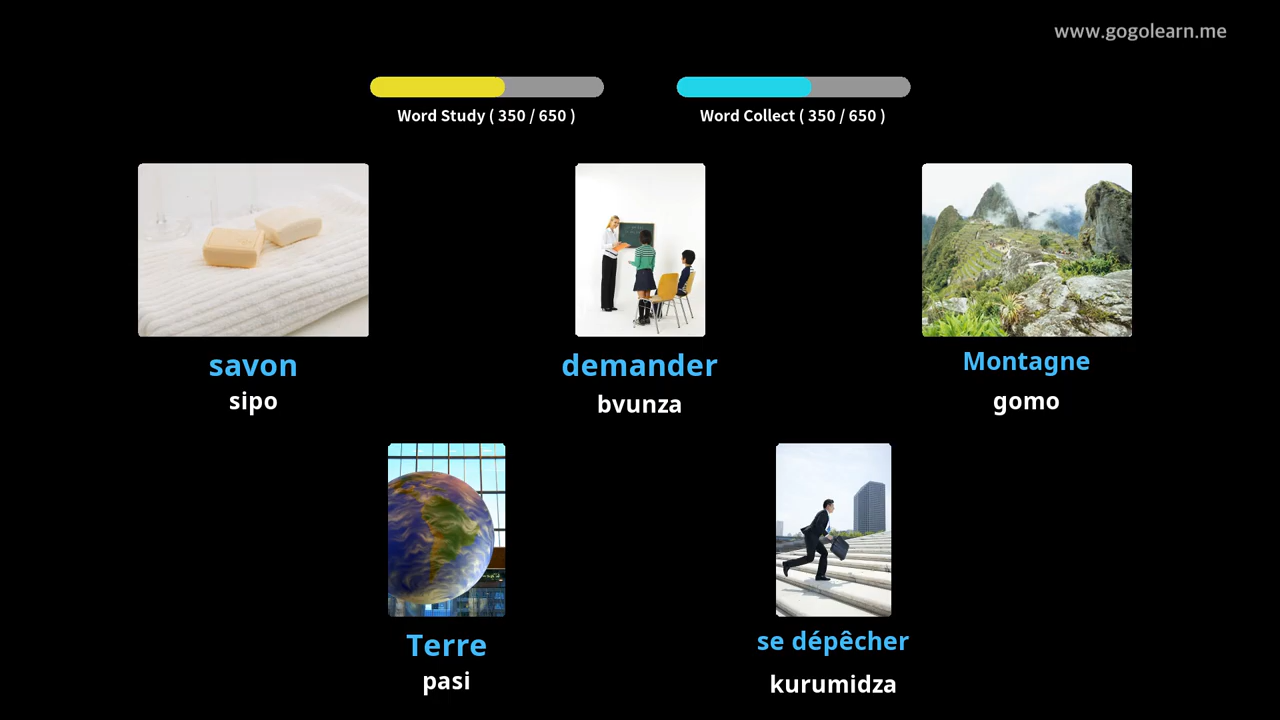 www.gogolearn.me
Word Study ( 350 / 650 )
Word Collect ( 350 / 650 )
savon
sipo
demander
bvunza
Montagne
gomo
Terre
pasi
se dépêcher
kurumidza